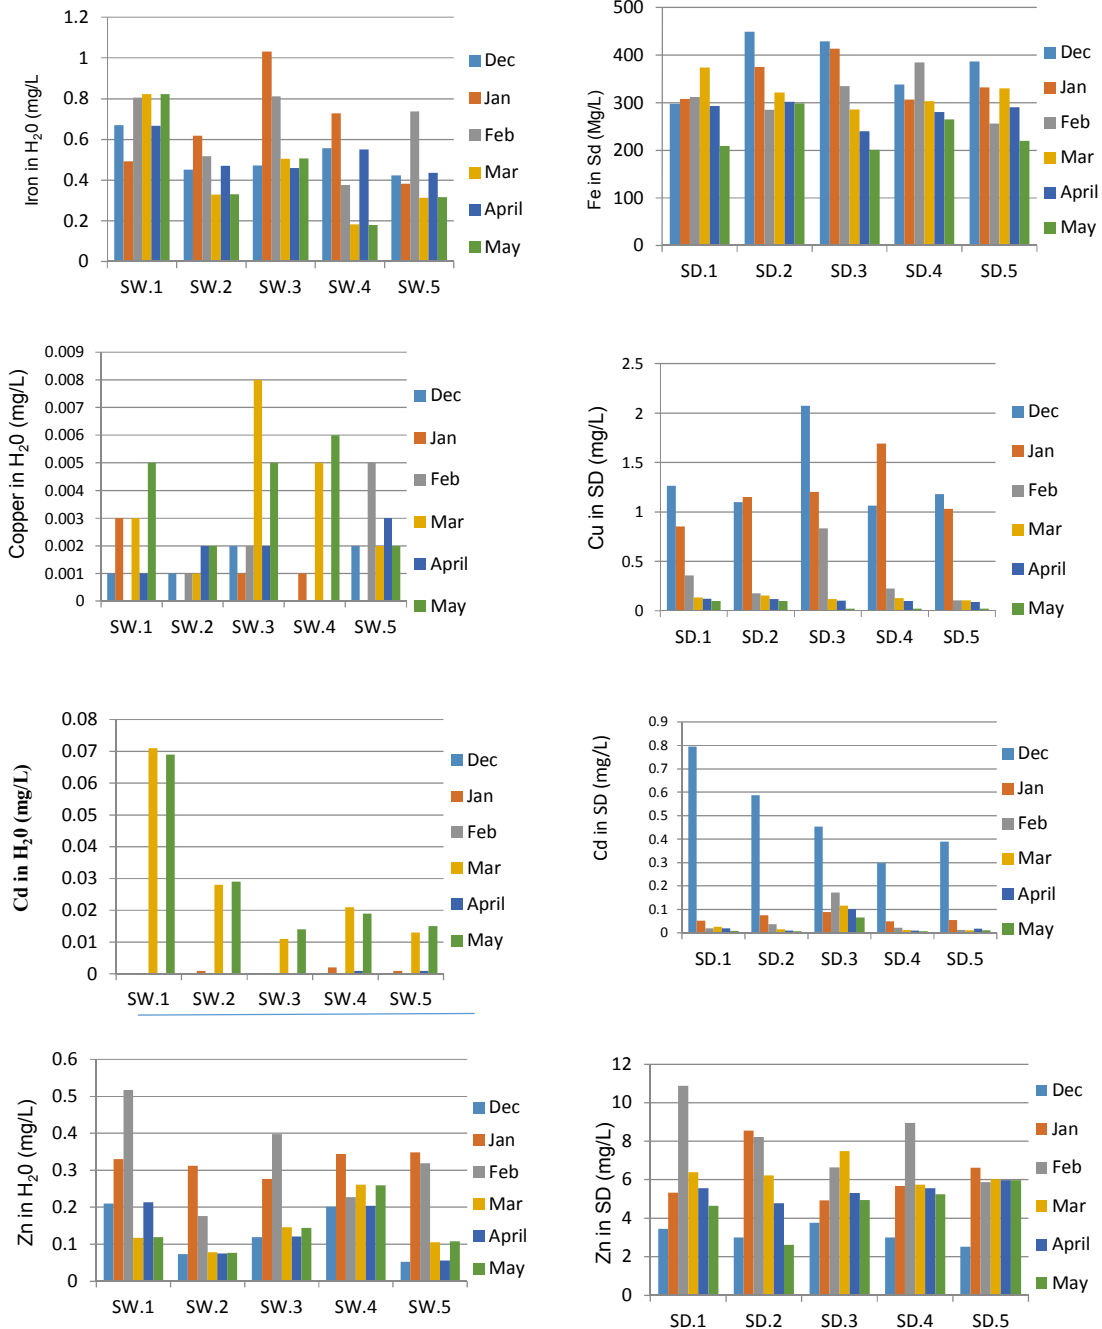 Iron in H20 (mg/L)
1.2
1
0.8
0.6
0.4
0.2
0
SW.1 SW.2 SW.3 SW.4 SW.5
Dec
Jan
Feb
Mar
April
May
Fe in Sd (Mg/L)
500
400
300
200
100
0
SD.1 SD.2 SD.3 SD.4 SD.5
Dec
Jan
Feb
Mar
April
May
Copper in H20 (mg/L)
0.009
0.008
0.007
0.006
0.005
0.004
0.003
0.002
0.001
0
SW.1 SW.2 SW.3 SW.4 SW.5
Dec
Jan
Feb
Mar
April
May
Cu in SD (mg/L)
2.5
2
1.5
1
0.5
0
SD.1 SD.2 SD.3 SD.4 SD.5
Dec
Jan
Feb
Mar
April
May
Cd in H20 (mg/L)
0.08
0.07
0.06
0.05
0.04
0.03
0.02
0.01
0
SW.1 SW.2 SW.3 SW.4 SW.5
Dec
Jan
Feb
Mar
April
May
Cd in SD (mg/L)
0.9
0.8
0.7
0.6
0.5
0.4
0.3
0.2
0.1
0
SD.1 SD.2 SD.3 SD.4 SD.5
Dec
Jan
Feb
Mar
April
May
Zn in H20 (mg/L)
0.6
0.5
0.4
0.3
0.2
0.1
0
SW.1 SW.2 SW.3 SW.4 SW.5
Dec
Jan
Feb
Mar
April
May
Zn in SD (mg/L)
12
10
8
6
4
2
0
SD.1 SD.2 SD.3 SD.4 SD.5
Dec
Jan
Feb
Mar
April
May